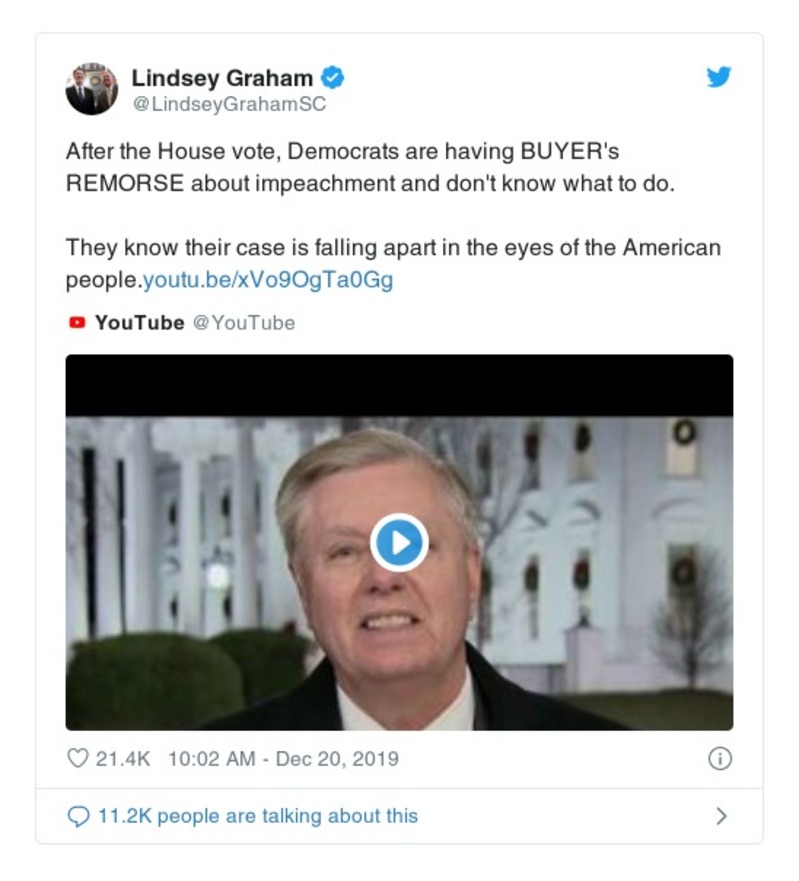 Lindsey Graham
@LindseyGrahamSC
After the House vote, Democrats are having BUYER's
REMORSE about impeachment and don't know what to do.
They know their case is falling apart in the eyes of the American
people.youtu.be/xVo9OgTa0Gg
YouTube @YouTube
21.4K 10:02 AM - Dec 20, 2019
11.2K people are talking about this